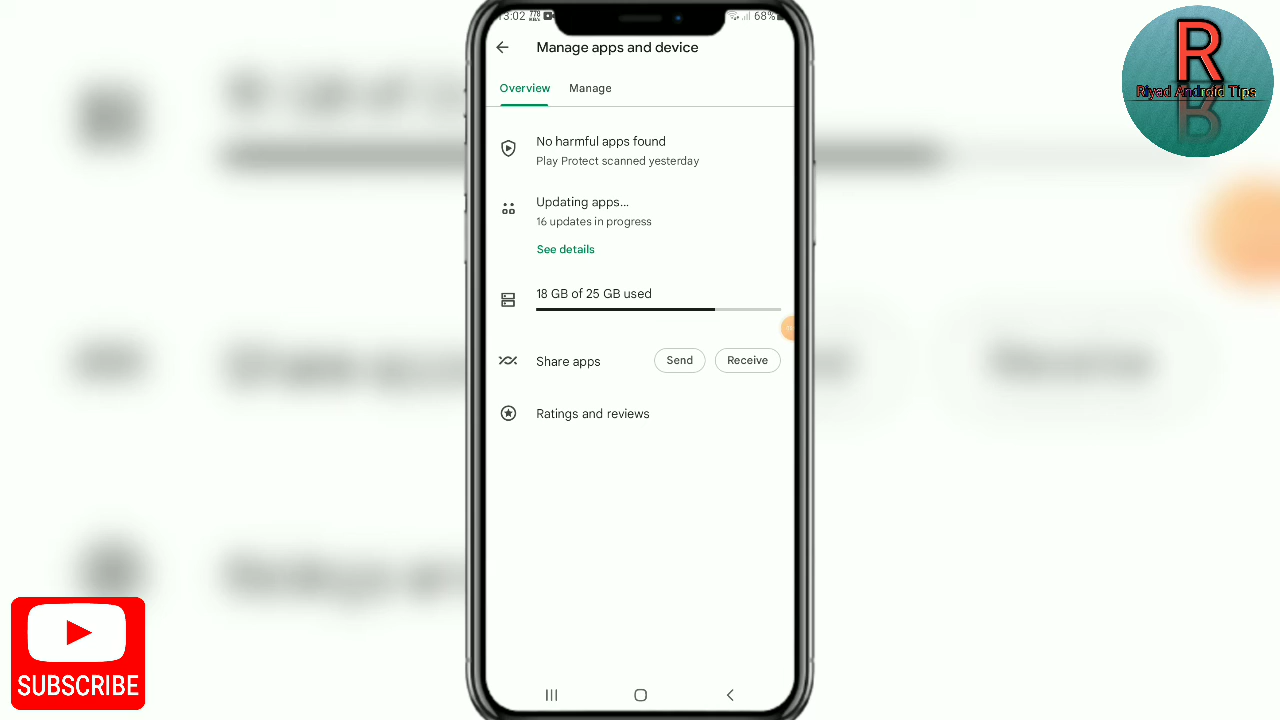 13:02
68%
Manage apps and device
Overview Manage
No harmful apps found
Play Protect scanned yesterday
Updating apps...
16 updates in progress
See details
18 GB of 25 GB used
Share apps Send Receive
Ratings and reviews
R
Riyad Android Tips
SUBSCRIBE